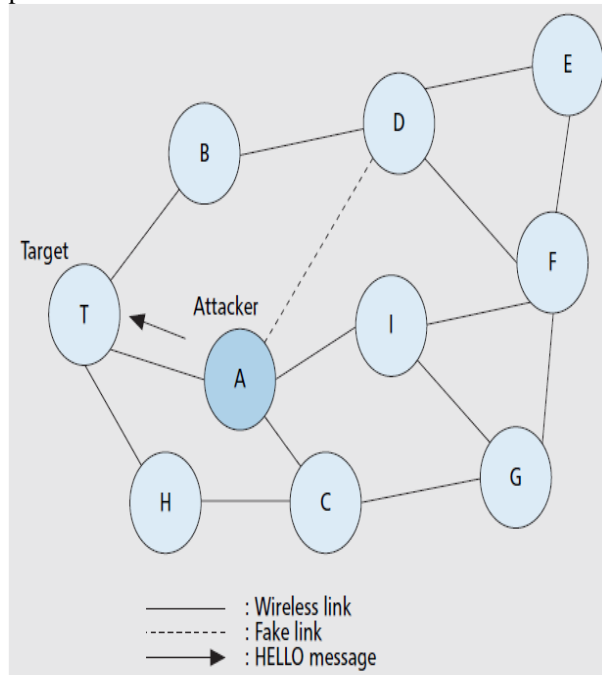 E
D
B
Target
F
T
Attacker
I
A
G
H
C
: Wireless link
: Fake link
: HELLO message